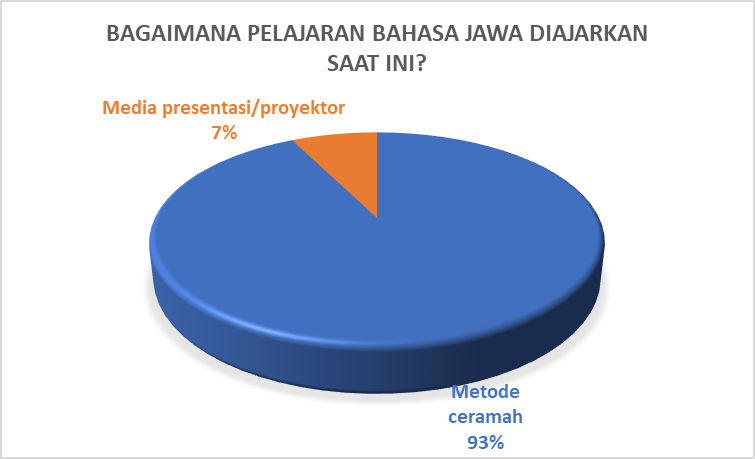 BAGAIMANA PELAJARAN BAHASA JAWA DIAJARKAN
SAAT INI?
Media presentasi/proyektor
7%
Metode
ceramah
93%